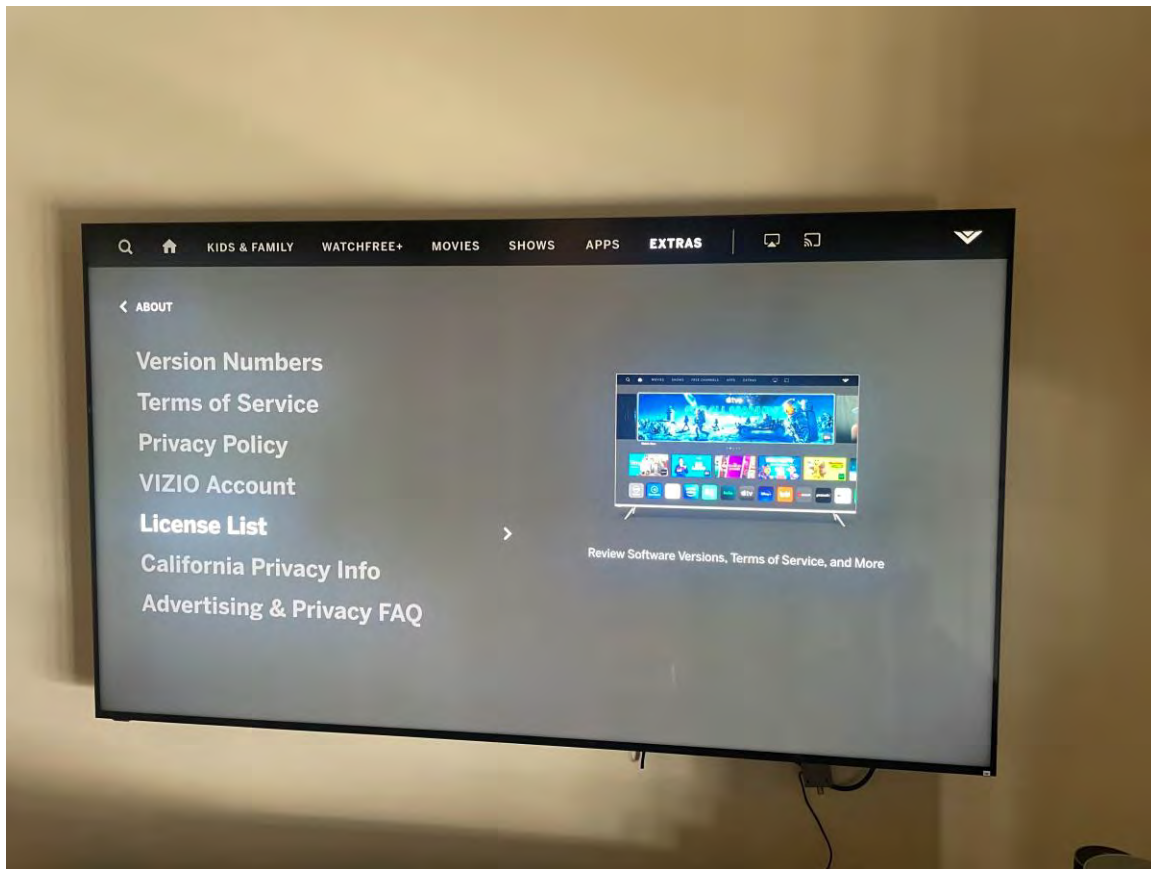 KIDS & FAMILY WATCHFREE+ MOVIES SHOWS APPS EXTRAS
ABOUT
Version Numbers
Terms of Service
Privacy Policy
VIZIO Account
License List
California Privacy Info
Advertising & Privacy FAQ
Review Software Versions, Terms of Service, and More